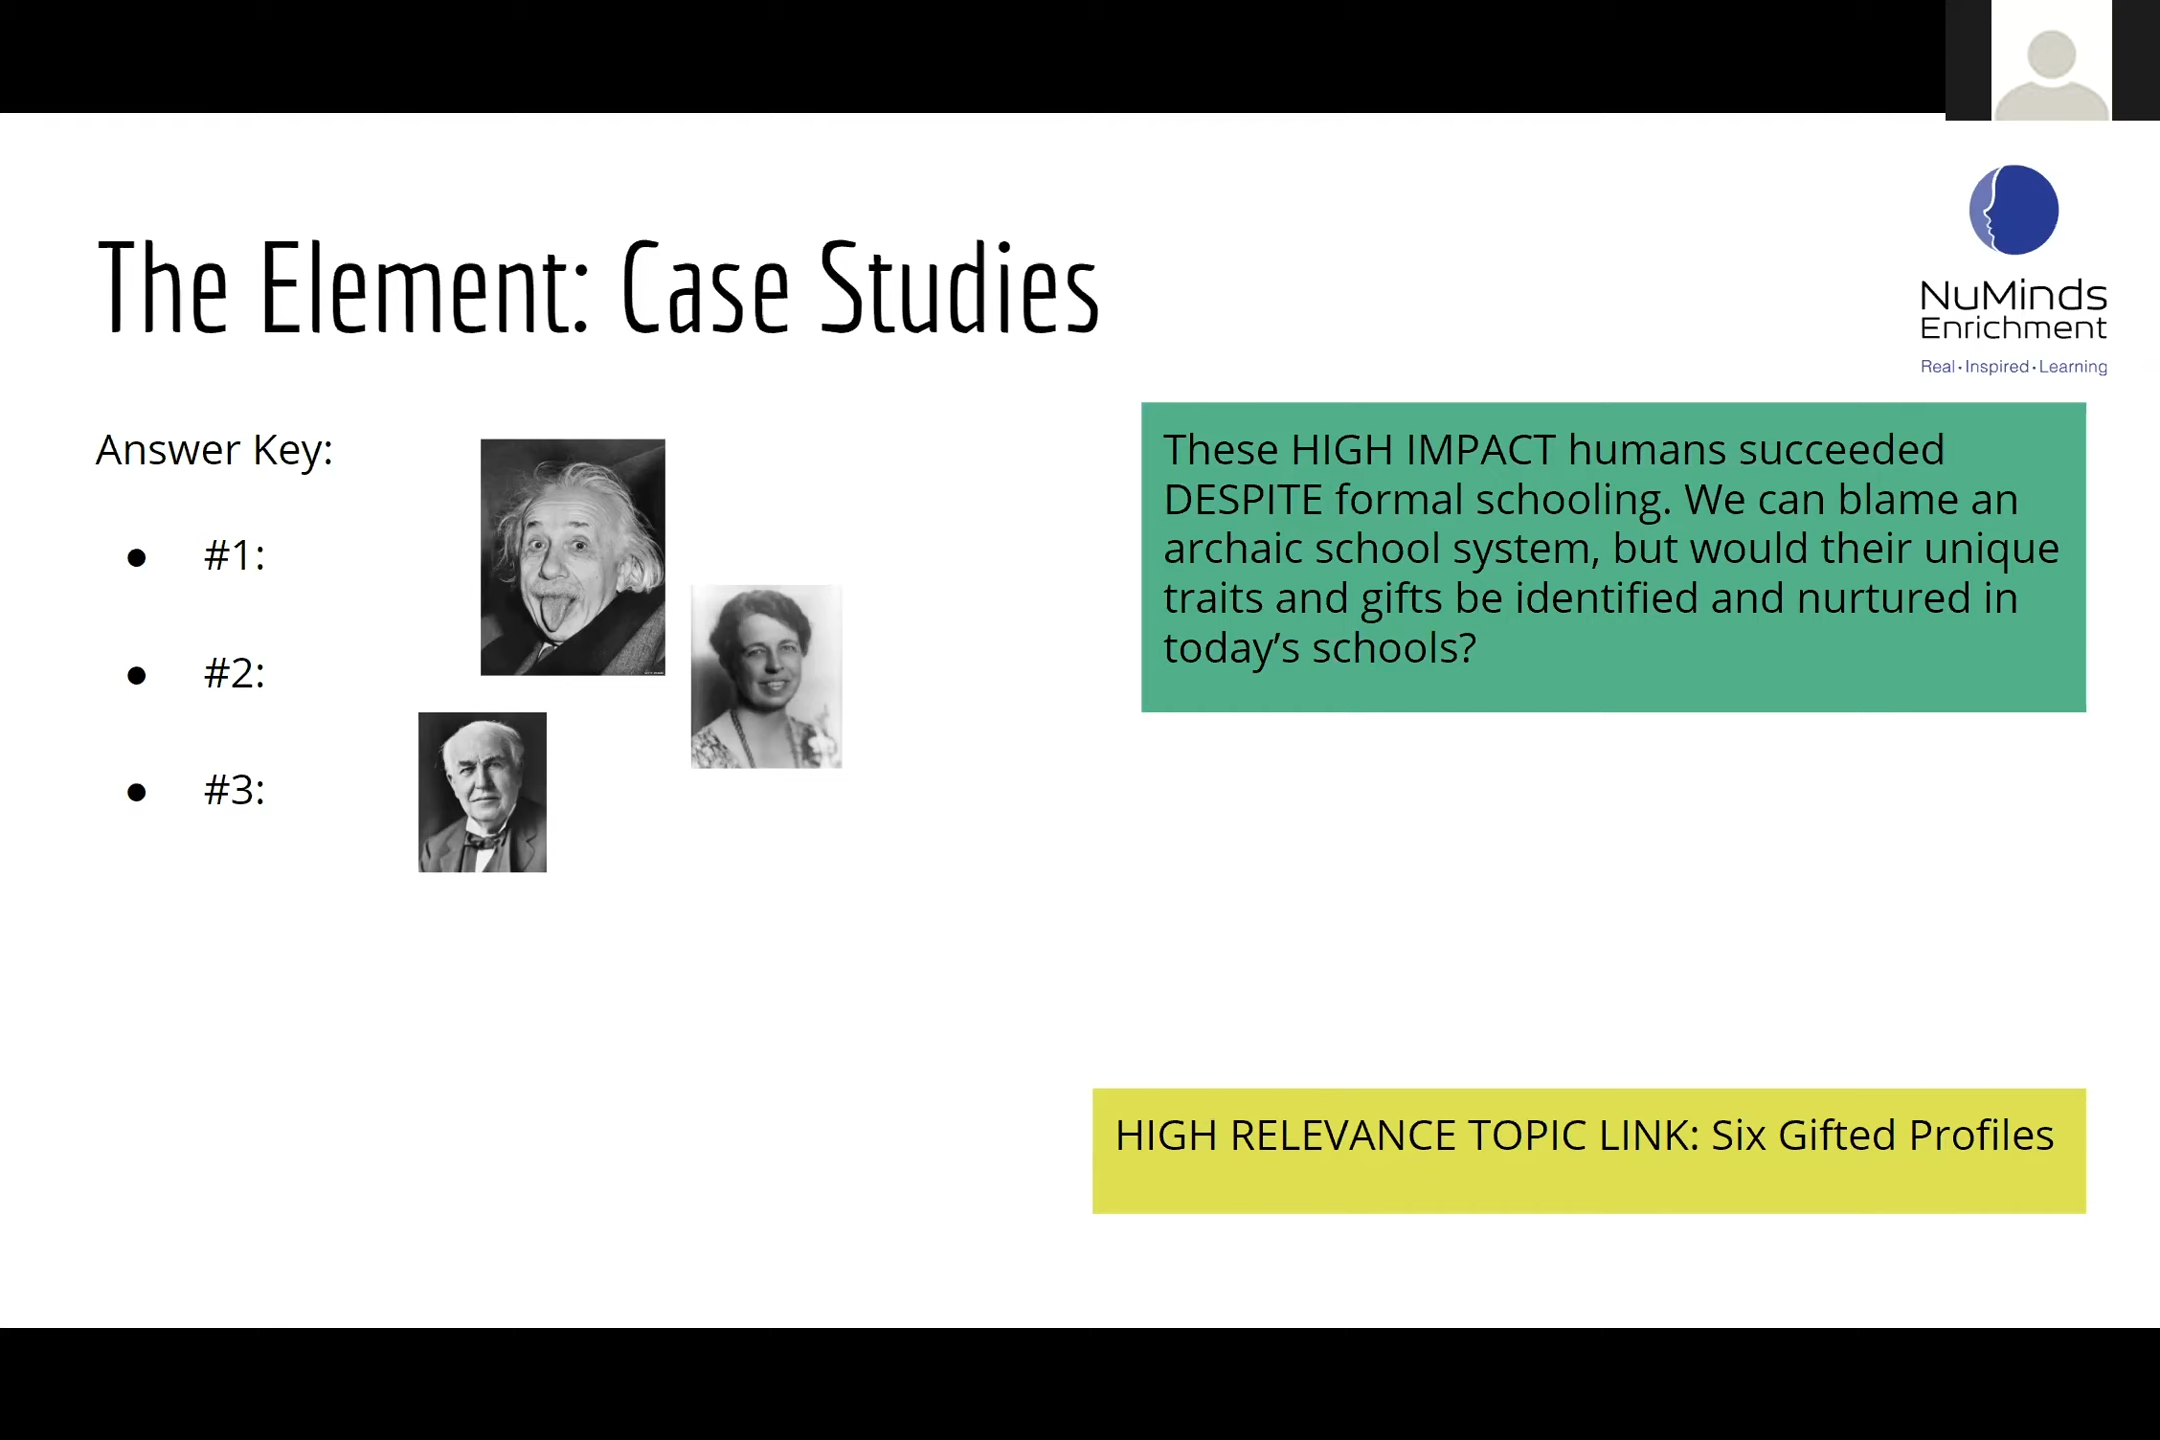 The Element: Case Studies
NuMinds
Enrichment
Real•Inspired•Learning
Answer Key:
● #1:
● #2:
● #3:
These HIGH IMPACT humans succeeded
DESPITE formal schooling. We can blame an
archaic school system, but would their unique
traits and gifts be identified and nurtured in
today’s schools?
HIGH RELEVANCE TOPIC LINK: Six Gifted Profiles